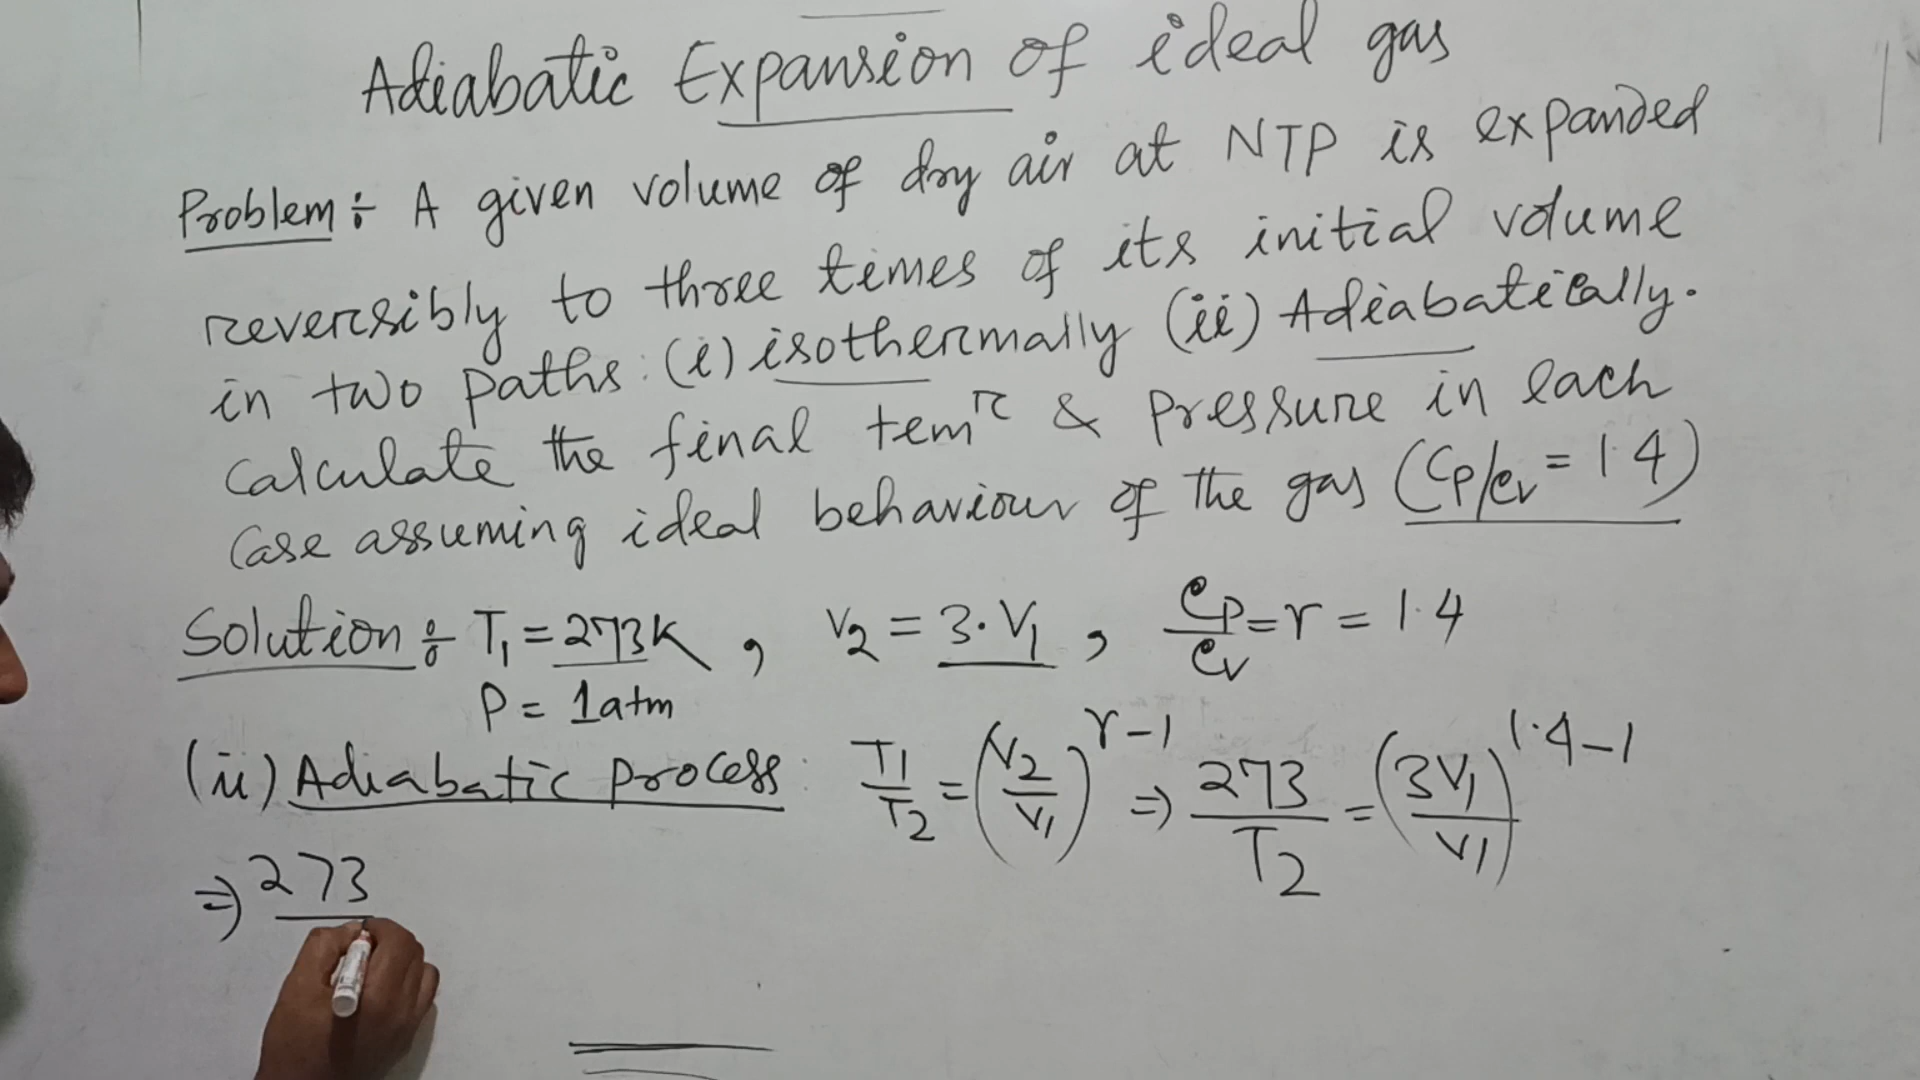 Adiabatic Expansion of ideal gas
Problem ÷ A given volume of dry air at NTP is expanded
reversibly to three times of its initial volume
in two paths : (i) isothermally (ii) Adiabatically.
Calculate the final temʳ & pressure in each
case assuming ideal behaviour of the gas (Cp/Cv = 1.4)
Solution ÷ T₁ = 273K , V₂ = 3·V₁ , Cp/Cv = γ = 1.4
P = 1atm
(ii) Adiabatic process : T₁/T₂ = (V₂/V₁)^γ-1 ⇒ 273/T₂ = (3V₁/V₁)^1.4-1
⇒ 273